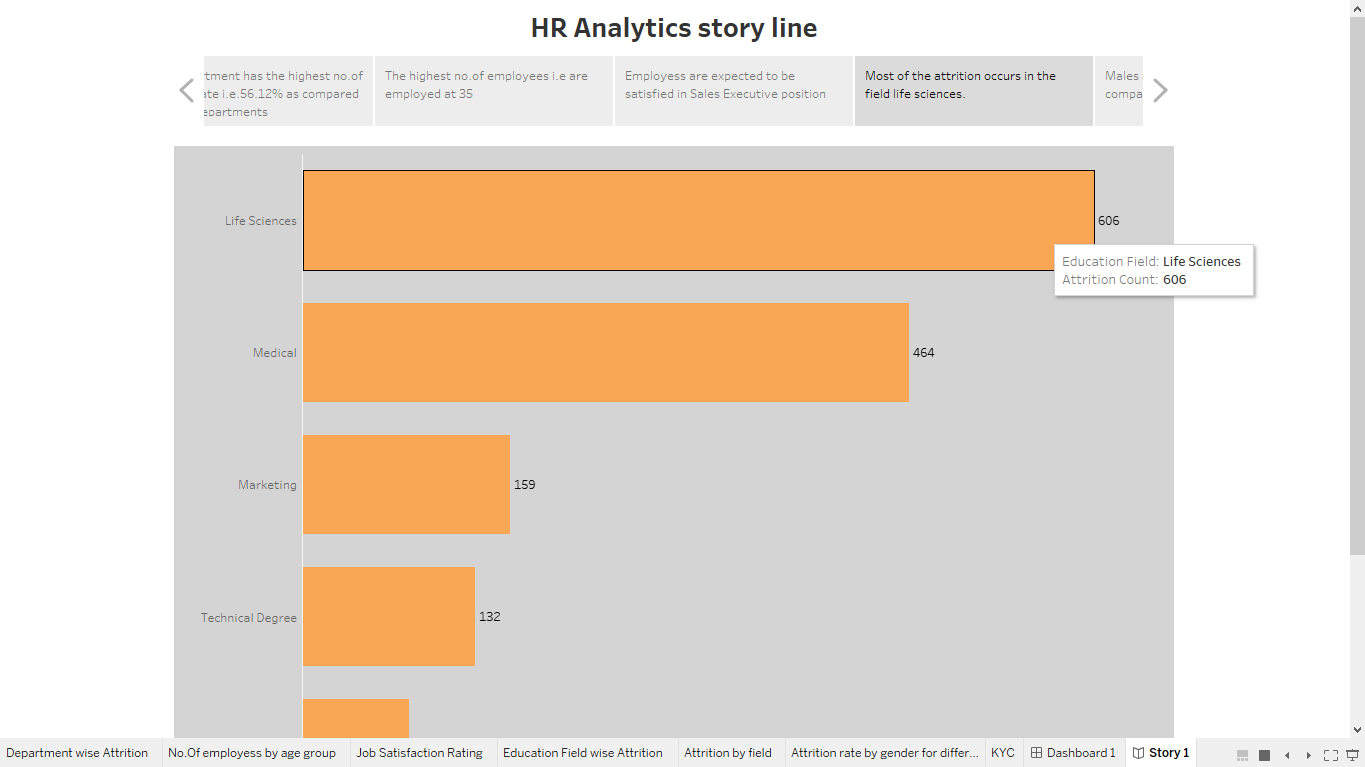 HR Analytics story line
rtment has the highest no.of
ate i.e.56.12% as compared
epartments
The highest no.of employees i.e are
employed at 35
Employess are expected to be
satisfied in Sales Executive position
Most of the attrition occurs in the
field life sciences.
Males
compa
Life Sciences
606
Education Field: Life Sciences
Attrition Count: 606
Medical
464
Marketing
159
Technical Degree
132
Department wise Attrition
No.Of employess by age group
Job Satisfaction Rating
Education Field wise Attrition
Attrition by field
Attrition rate by gender for differ...
KYC
Dashboard 1
Story 1